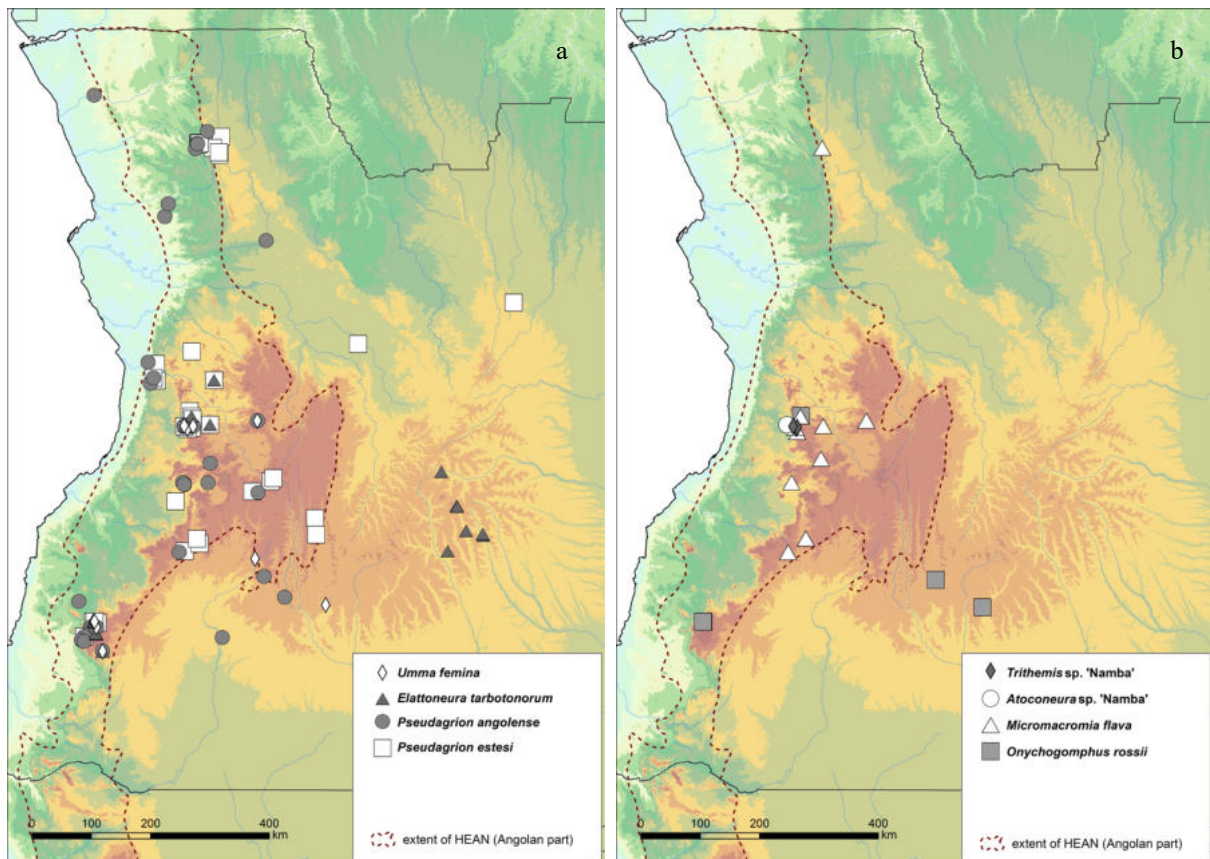 a
Umma femina
Elattoneura tarbotonorum
Pseudagrion angolense
Pseudagrion estesi
0 100 200 400
km
extent of HEAN (Angolan part)
b
Trithemis sp. 'Namba'
Atoconeura sp. 'Namba'
Micromacromia flava
Onychogomphus rossii
0 100 200 400
km
extent of HEAN (Angolan part)